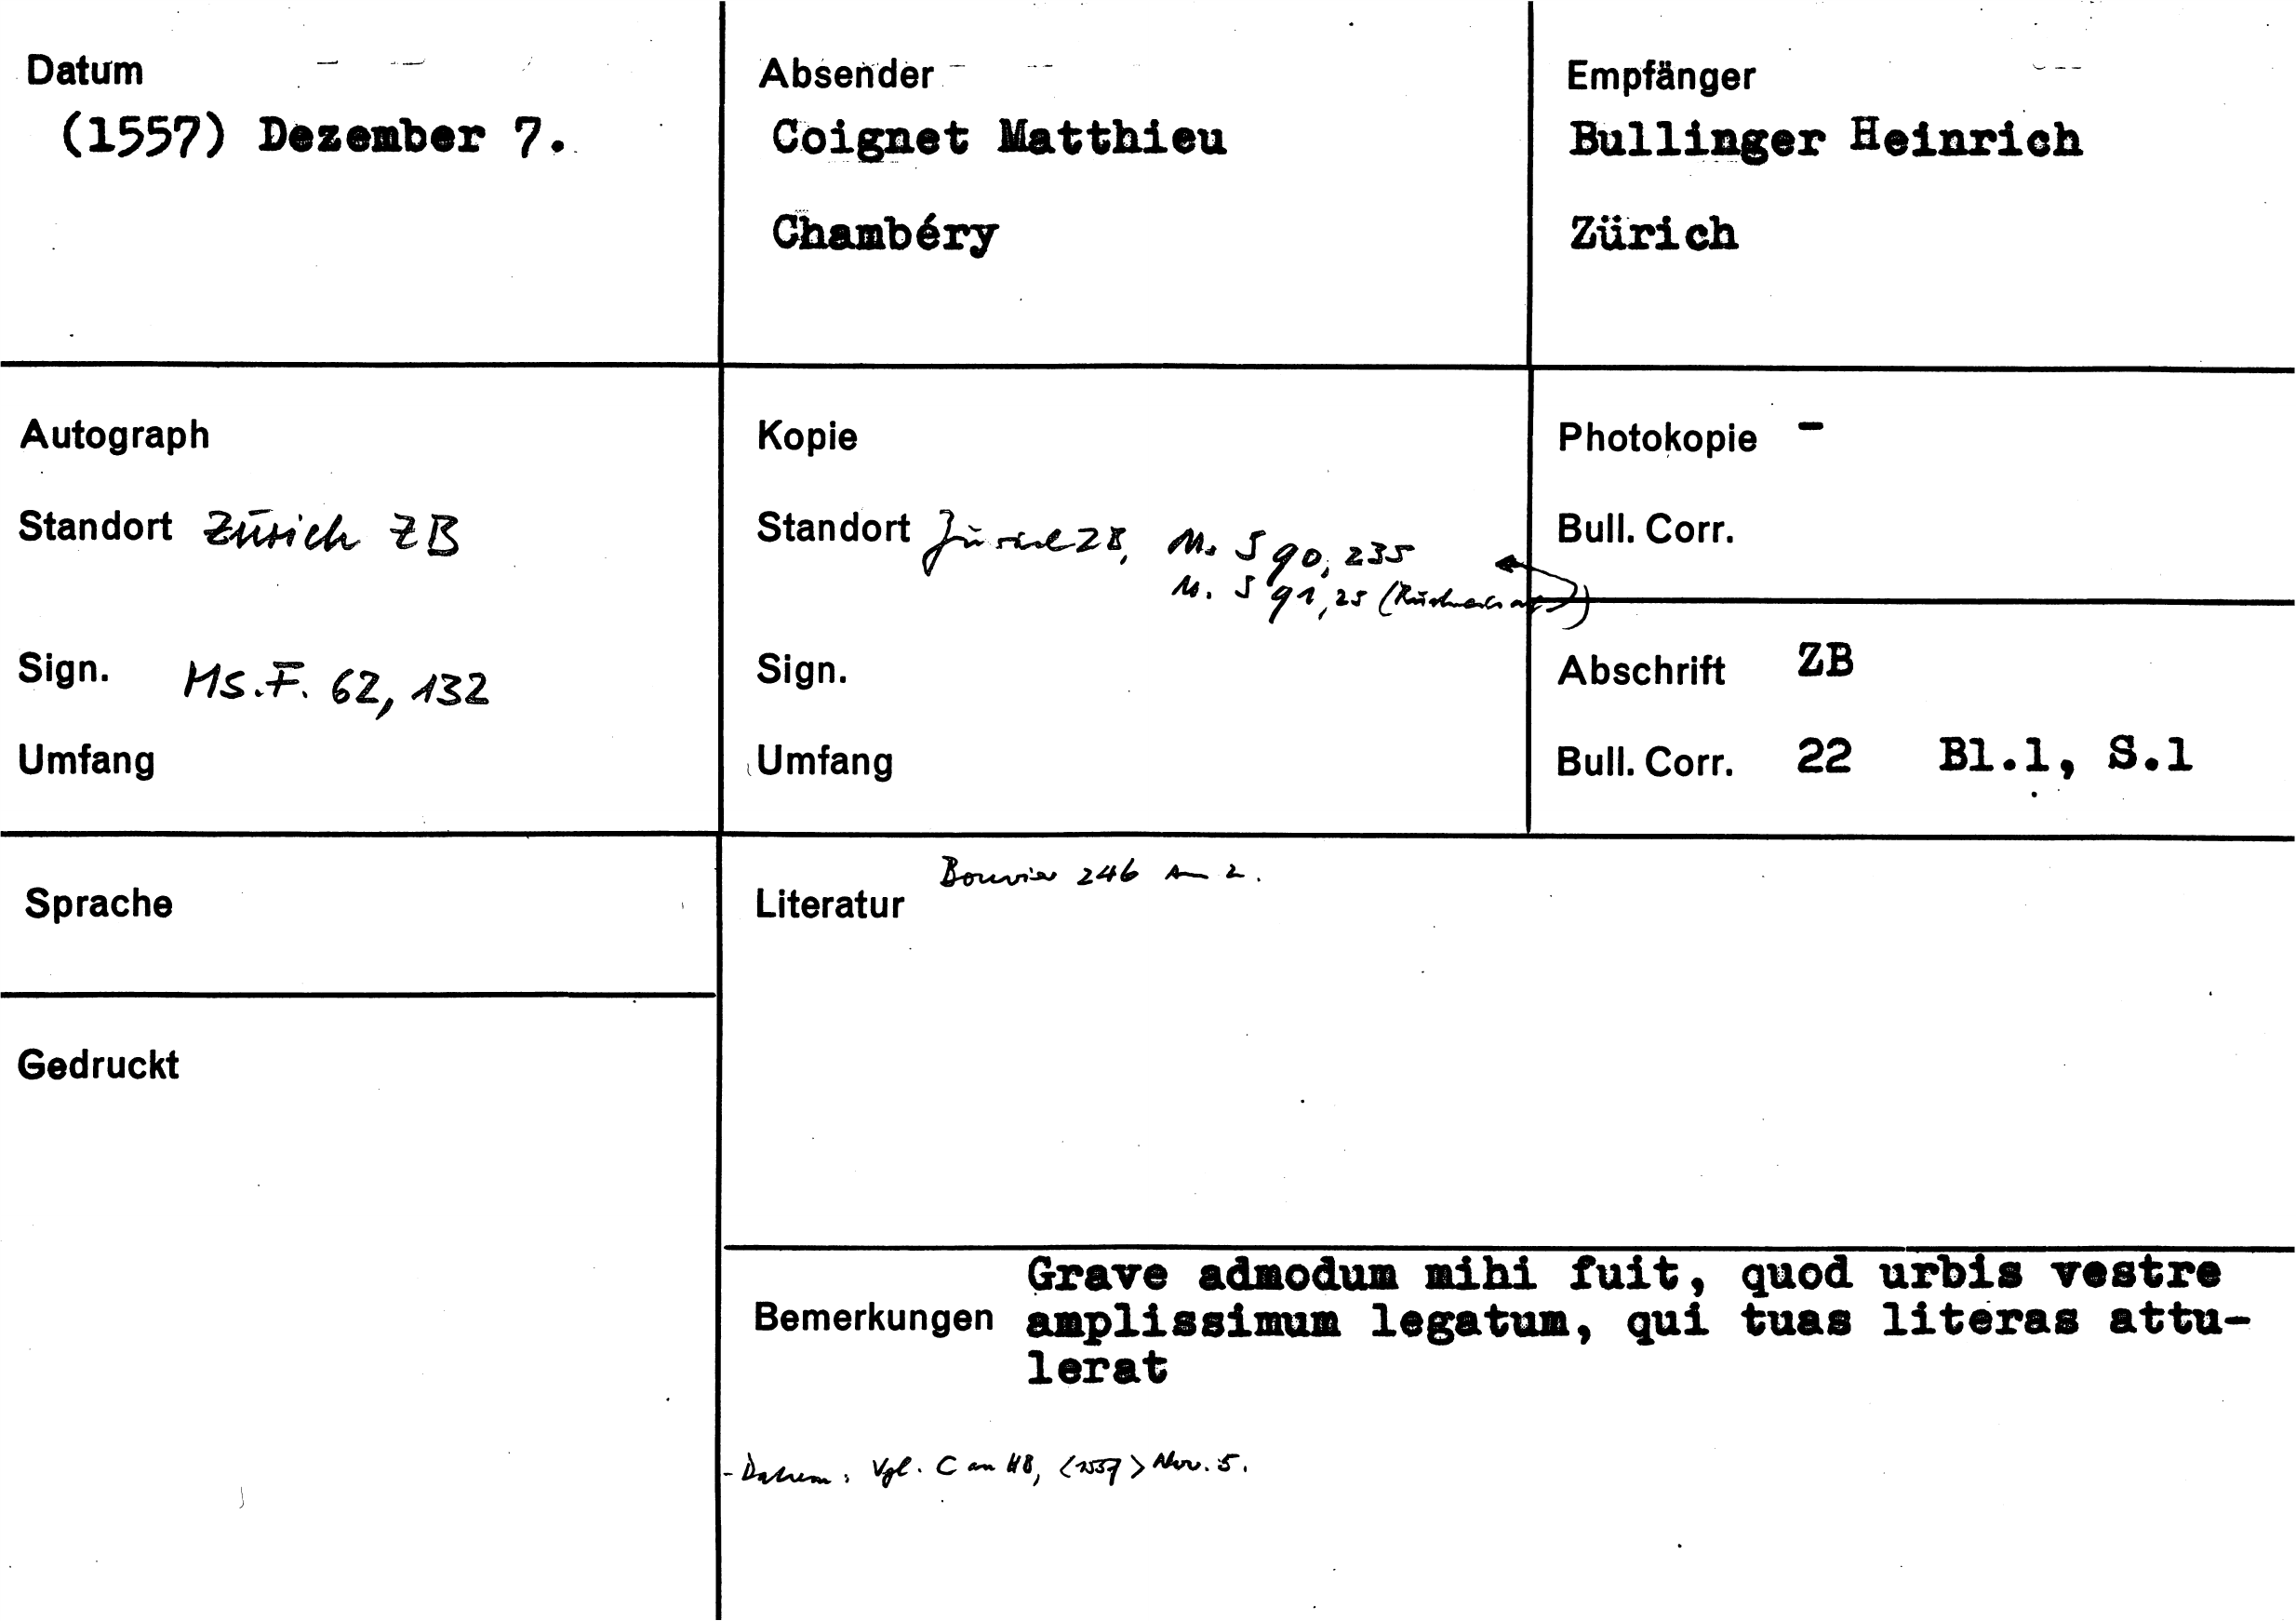 Datum
(1557) Dezember 7.
Absender
Coignet Matthieu
Chambéry
Empfänger
Bullinger Heinrich
Zürich
Autograph
Standort Zürich ZB
Sign. Ms. F. 62, 132
Umfang
Kopie
Standort Zürich ZB, Ms S 90, 235
Ms. S 91, 25
Sign.
Umfang
Photokopie -
Bull. Corr.
Abschrift ZB
Bull. Corr. 22 Bl.1, S.1
Sprache
Gedruckt
Literatur Bouvier 246 2.
Bemerkungen Grave admodum mihi fuit, quod urbis vestre
amplissimum legatum, qui tuas literas attu-
lerat
- Datum: Vgl. C an HB, <1557> Nov. 5.